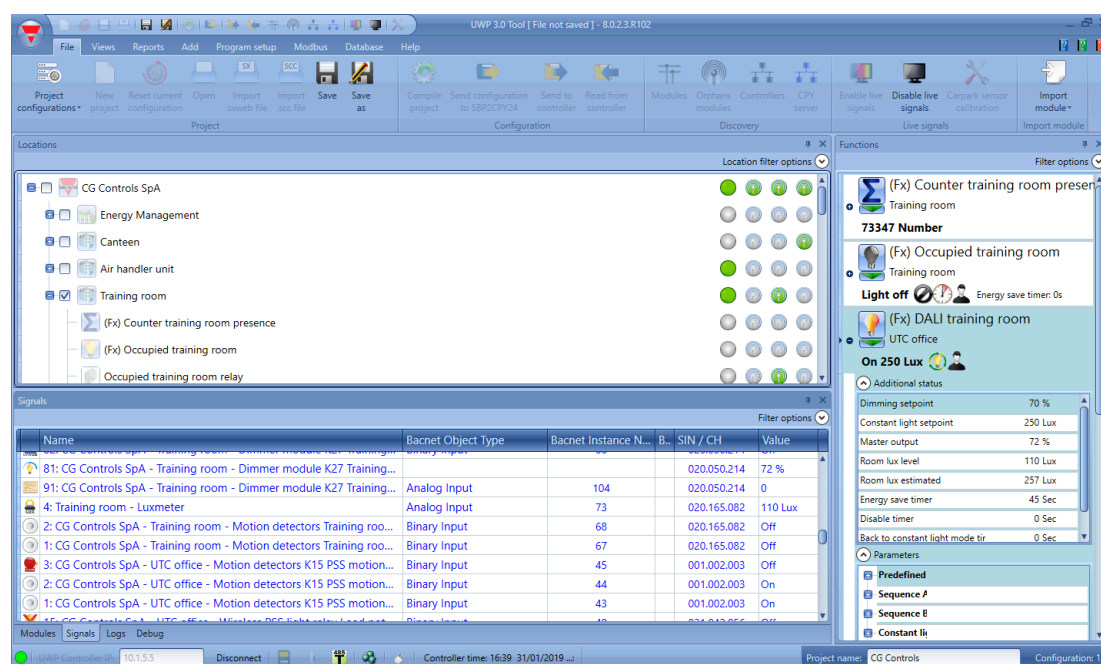 UWP 3.0 Tool [ File not saved ] - 8.0.2.3.R102
File Views Reports Add Program setup Modbus Database Help
SX SCC
Project configurations New project Reset current configuration Open Import .swweb file Import .scc file Save Save as Compile project Send configuration to SBP2CPY24 Send to controller Read from controller Modules Orphans modules Controllers CPY server Enable live signals Disable live signals Carpark sensor calibration Import module
Project Configuration Discovery Live signals Import module
Locations
Location filter options
CG Controls SpA
Energy Management
Canteen
Air handler unit
Training room
(Fx) Counter training room presence
(Fx) Occupied training room
Occupied training room relay
Signals
Filter options
Name Bacnet Object Type Bacnet Instance N... B.. SIN / CH Value
81: CG Controls SpA - Training room - Dimmer module K27 Training... 020.050.214 72 %
91: CG Controls SpA - Training room - Dimmer module K27 Training... Analog Input 104 020.050.214 0
4: Training room - Luxmeter Analog Input 73 020.165.082 110 Lux
2: CG Controls SpA - Training room - Motion detectors Training roo... Binary Input 68 020.165.082 Off
1: CG Controls SpA - Training room - Motion detectors Training roo... Binary Input 67 020.165.082 Off
3: CG Controls SpA - UTC office - Motion detectors K15 PSS motion... Binary Input 45 001.002.003 Off
2: CG Controls SpA - UTC office - Motion detectors K15 PSS motion... Binary Input 44 001.002.003 On
1: CG Controls SpA - UTC office - Motion detectors K15 PSS motion... Binary Input 43 001.002.003 On
Modules Signals Logs Debug
Functions
Filter options
(Fx) Counter training room presen
Training room
73347 Number
(Fx) Occupied training room
Training room
Light off Energy save timer: 0s
(Fx) DALI training room
UTC office
On 250 Lux
Additional status
Dimming setpoint 70 %
Constant light setpoint 250 Lux
Master output 72 %
Room lux level 110 Lux
Room lux estimated 257 Lux
Energy save timer 45 Sec
Disable timer 0 Sec
Back to constant light mode tir 0 Sec
Parameters
Predefined
Sequence A
Sequence B
Constant lig
UWP Controller IP: 10.1.5.5 Disconnect 485 Controller time: 16:39 31/01/2019 ...: Project name: CG Controls Configuration: 1